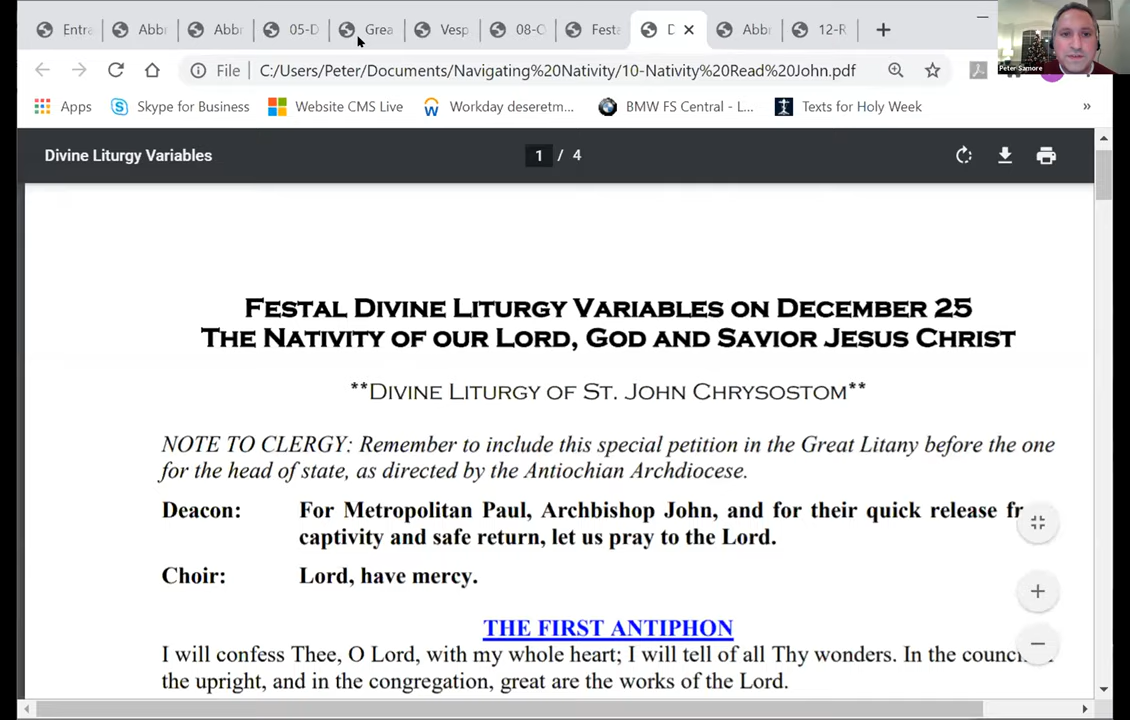 Entra
Abbr
Abbr
05-D
Grea
Vesp
08-O
Festa
D
Abbr
12-R
Peter Samore
File
C:/Users/Peter/Documents/Navigating%20Nativity/10-Nativity%20Read%20John.pdf
Apps
Skype for Business
Website CMS Live
Workday deseretm...
BMW FS Central - L...
Texts for Holy Week
»
Divine Liturgy Variables
1 / 4
FESTAL DIVINE LITURGY VARIABLES ON DECEMBER 25
THE NATIVITY OF OUR LORD, GOD AND SAVIOR JESUS CHRIST
**DIVINE LITURGY OF ST. JOHN CHRYSOSTOM**
NOTE TO CLERGY: Remember to include this special petition in the Great Litany before the one
for the head of state, as directed by the Antiochian Archdiocese.
Deacon: For Metropolitan Paul, Archbishop John, and for their quick release fr
captivity and safe return, let us pray to the Lord.
Choir: Lord, have mercy.
THE FIRST ANTIPHON
I will confess Thee, O Lord, with my whole heart; I will tell of all Thy wonders. In the counc
the upright, and in the congregation, great are the works of the Lord.